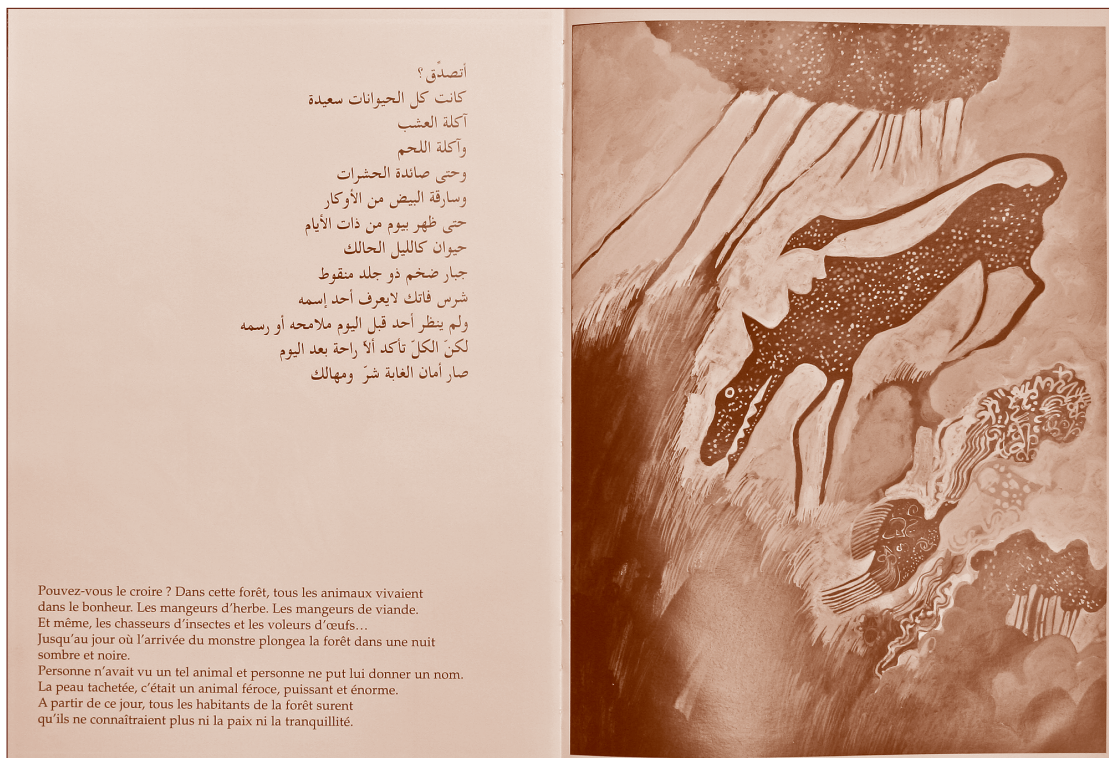 أتصدّق ؟
كانت كل الحيوانات سعيدة
آكلة العشب
وآكلة اللحم
وحتى صائدة الحشرات
وسارقة البيض من الأوكار
حتى ظهر بيوم من ذات الأيام
حيوان كالليل الحالك
جبار ضخم ذو جلد منقوط
شرس فاتك لايعرف أحد إسمه
ولم ينظر أحد قبل اليوم ملامحه أو رسمه
لكنّ الكلّ تأكد ألاّ راحة بعد اليوم
صار أمان الغابة شرّ ومهالك
Pouvez-vous le croire ? Dans cette forêt, tous les animaux vivaient
dans le bonheur. Les mangeurs d'herbe. Les mangeurs de viande.
Et même, les chasseurs d'insectes et les voleurs d'œufs…
Jusqu'au jour où l'arrivée du monstre plongea la forêt dans une nuit
sombre et noire.
Personne n'avait vu un tel animal et personne ne put lui donner un nom.
La peau tachetée, c'était un animal féroce, puissant et énorme.
A partir de ce jour, tous les habitants de la forêt surent
qu'ils ne connaîtraient plus ni la paix ni la tranquillité.